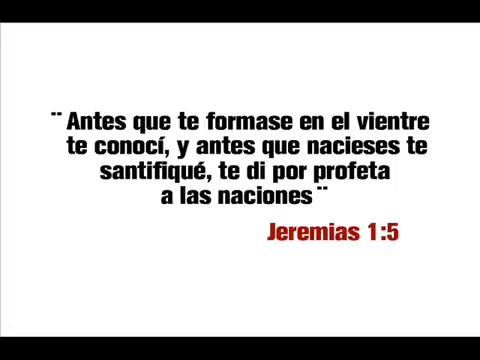 ¨ Antes que te formase en el vientre
te conocí, y antes que nacieses te
santifiqué, te di por profeta
a las naciones ¨
Jeremias 1:5